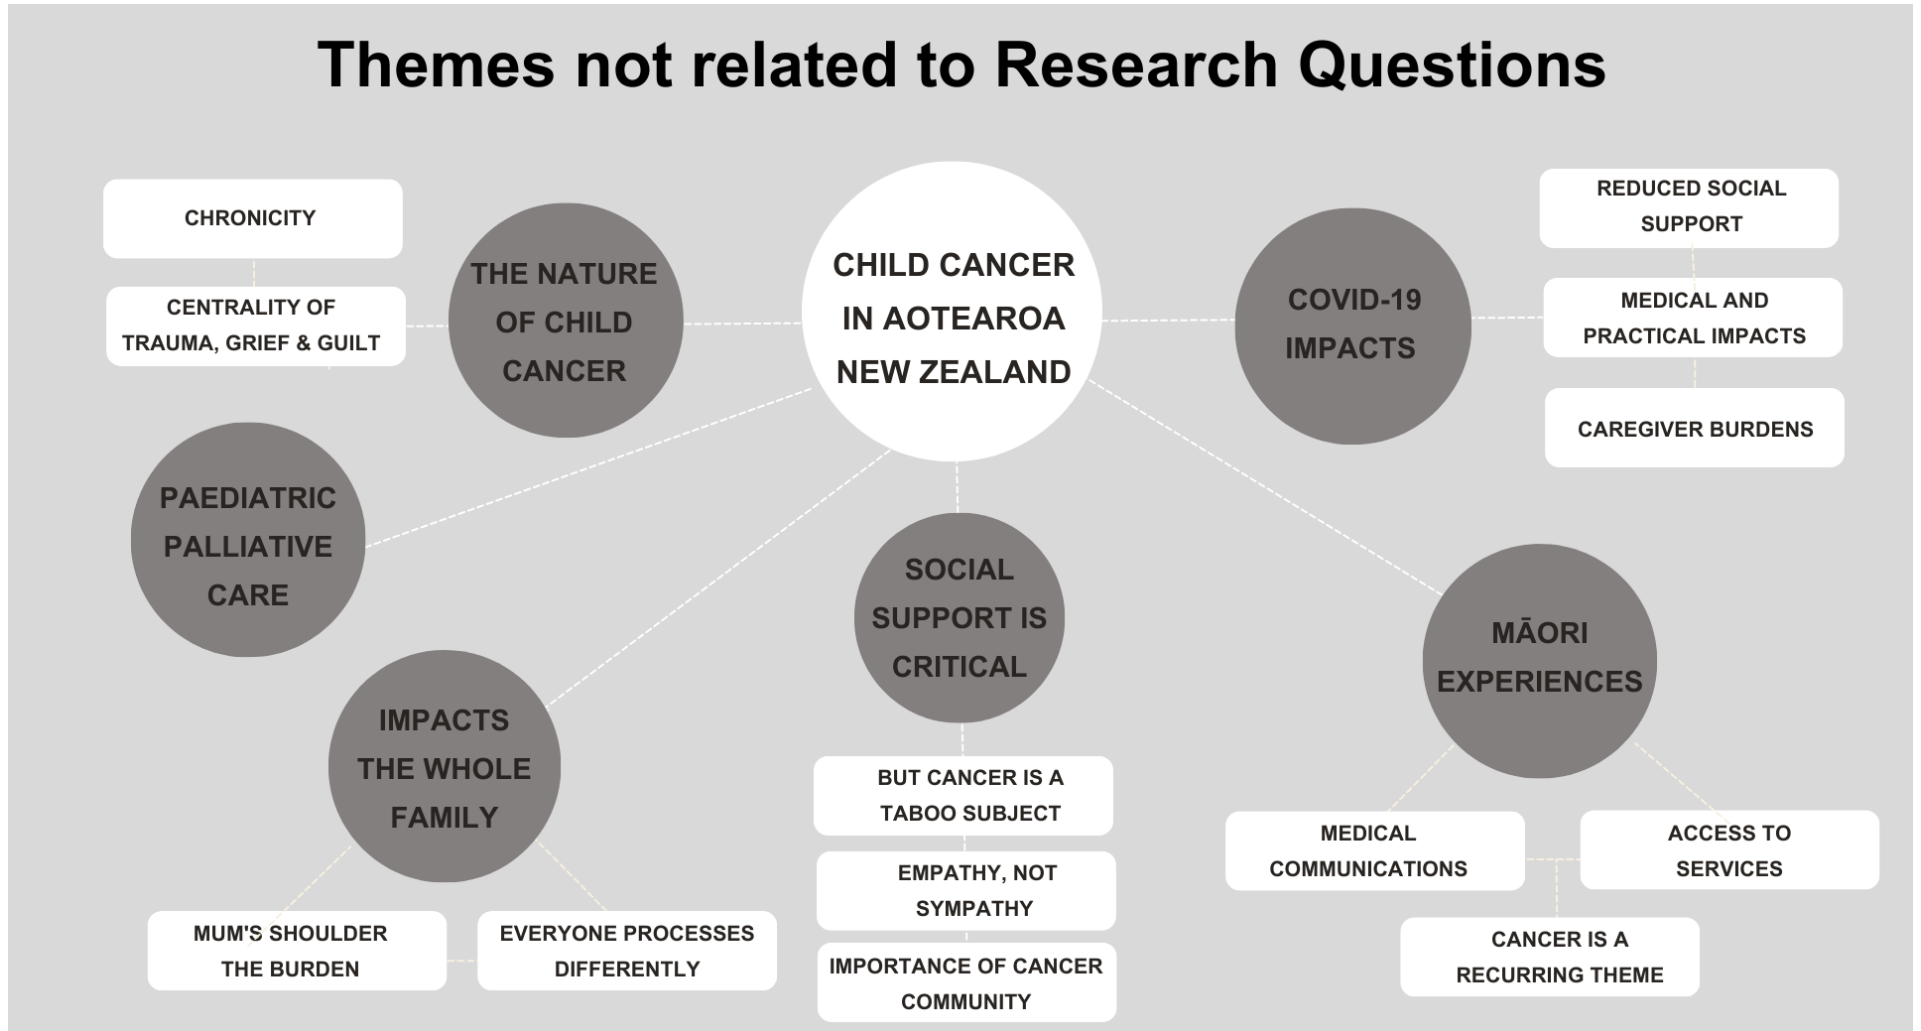 Themes not related to Research Questions
CHRONICITY
CENTRALITY OF
TRAUMA, GRIEF & GUILT
THE NATURE
OF CHILD
CANCER
CHILD CANCER
IN AOTEAROA
NEW ZEALAND
COVID-19
IMPACTS
REDUCED SOCIAL
SUPPORT
MEDICAL AND
PRACTICAL IMPACTS
CAREGIVER BURDENS
PAEDIATRIC
PALLIATIVE
CARE
IMPACTS
THE WHOLE
FAMILY
MUM'S SHOULDER
THE BURDEN
EVERYONE PROCESSES
DIFFERENTLY
SOCIAL
SUPPORT IS
CRITICAL
BUT CANCER IS A
TABOO SUBJECT
EMPATHY, NOT
SYMPATHY
IMPORTANCE OF CANCER
COMMUNITY
MĀORI
EXPERIENCES
MEDICAL
COMMUNICATIONS
ACCESS TO
SERVICES
CANCER IS A
RECURRING THEME